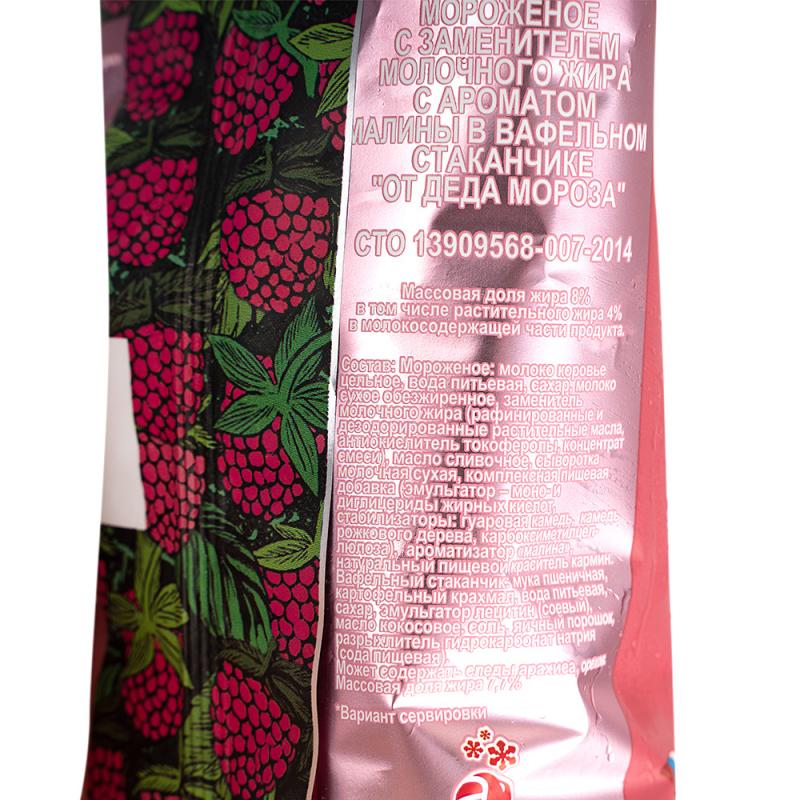 МОРОЖЕНОЕ
С ЗАМЕНИТЕЛЕМ
МОЛОЧНОГО ЖИРА
С АРОМАТОМ
МАЛИНЫ В ВАФЕЛЬНОМ
СТАКАНЧИКЕ
"ОТ ДЕДА МОРОЗА"
СТО 13909568-007-2014
Массовая доля жира 8%
в том числе растительного жира 4%
в молокосодержащей части продукта.
Состав: Мороженое: молоко коровье
цельное, вода питьевая, сахар, молоко
сухое обезжиренное, заменитель
молочного жира (рафинированные и
дезодорированные растительные масла,
антиокислитель токоферолы, концентрат
смеси), масло сливочное, сыворотка
молочная сухая, комплексная пищевая
добавка (эмульгатор – моно- и
диглицериды жирных кислот,
стабилизаторы: гуаровая камедь, камедь
рожкового дерева, карбоксиметилцел-
люлоза), ароматизатор «малина»,
натуральный пищевой краситель кармин.
Вафельный стаканчик: мука пшеничная,
картофельный крахмал, вода питьевая,
сахар, эмульгатор лецитин (соевый),
масло кокосовое, соль, яичный порошок,
разрыхлитель гидрокарбонат натрия
(сода пищевая)
Может содержать следы арахиса, орехов
Массовая доля жира 7,7%
*Вариант сервировки